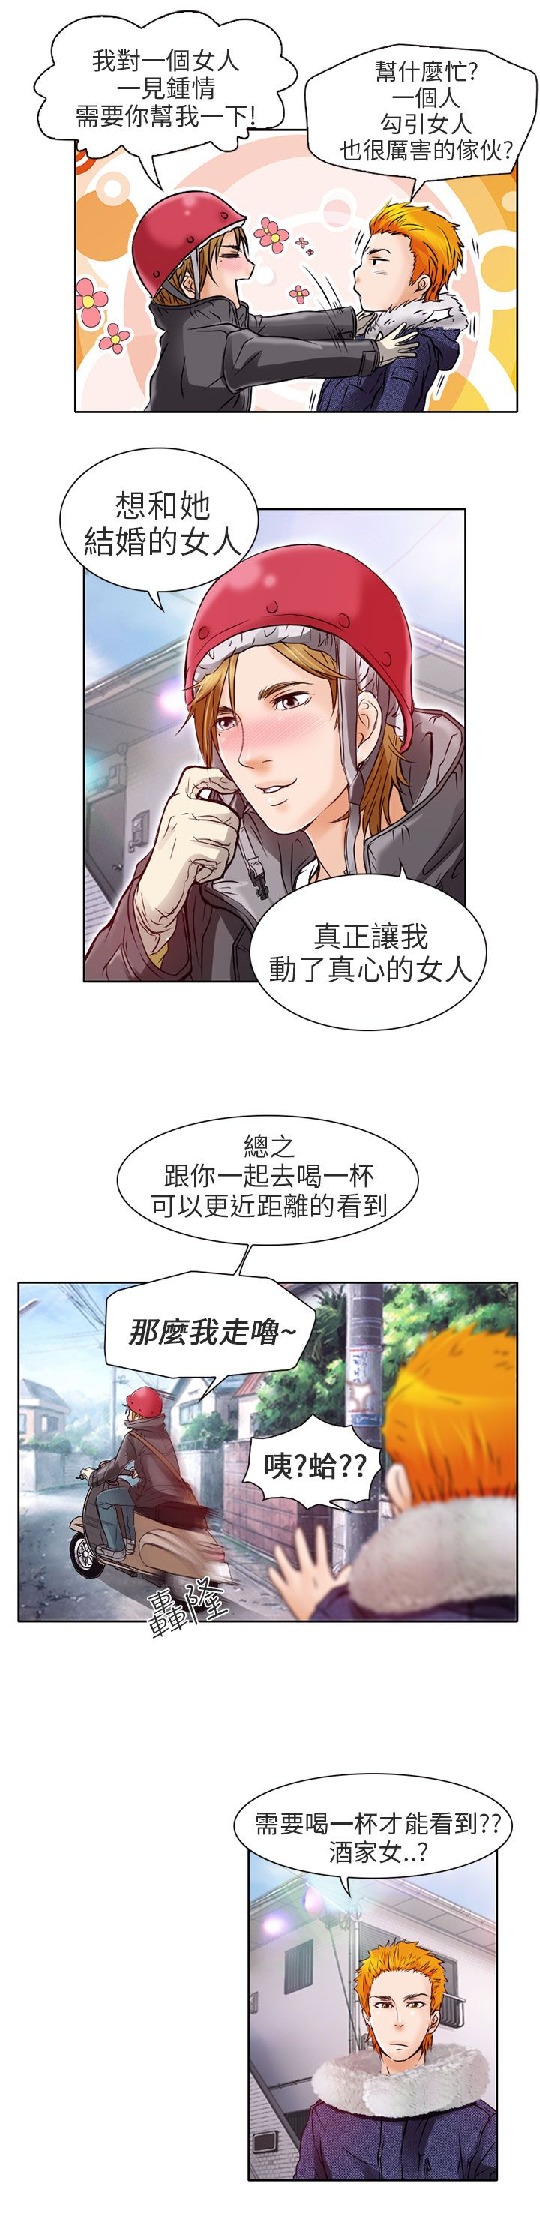 我對一個女人
一見鍾情
需要你幫我一下!
幫什麼忙?
一個人
勾引女人
也很厲害的傢伙?
想和她
結婚的女人
真正讓我
動了真心的女人
總之
跟你一起去喝一杯
可以更近距離的看到
那麼我走嚕~
咦?蛤??
轟隆
需要喝一杯才能看到??
酒家女..?